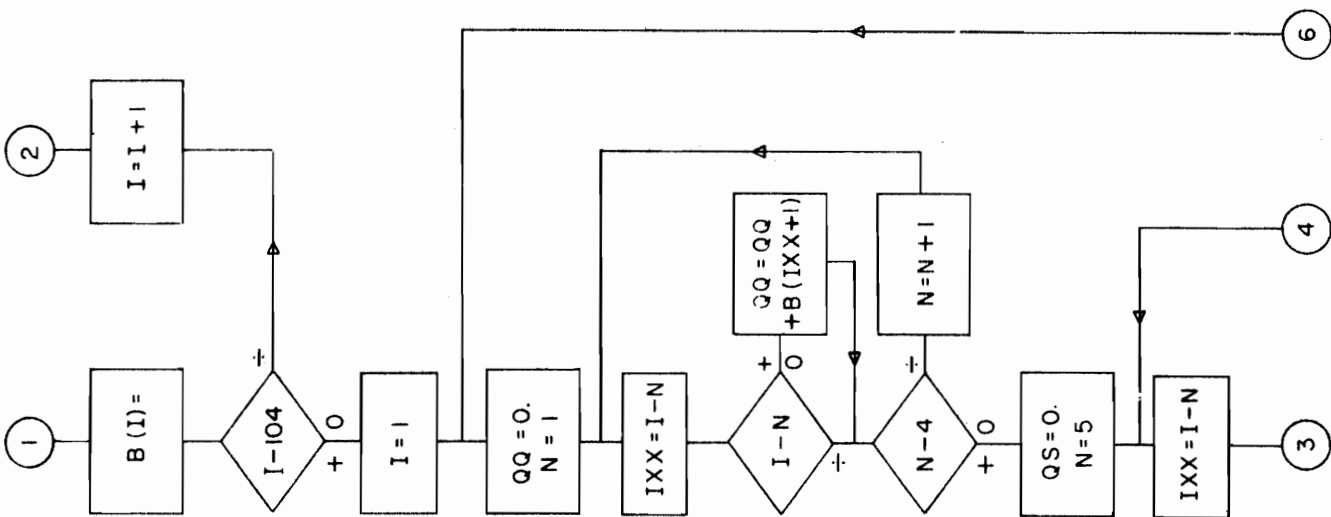 1
B(I)=
I-104
÷
+ 0
I=I+1
2
I=1
QQ=0.
N=1
IXX=I-N
I-N
+ 0
÷
QQ=QQ
+B(IXX+1)
N-4
÷
+ 0
N=N+1
QS=0.
N=5
IXX=I-N
3
4
6